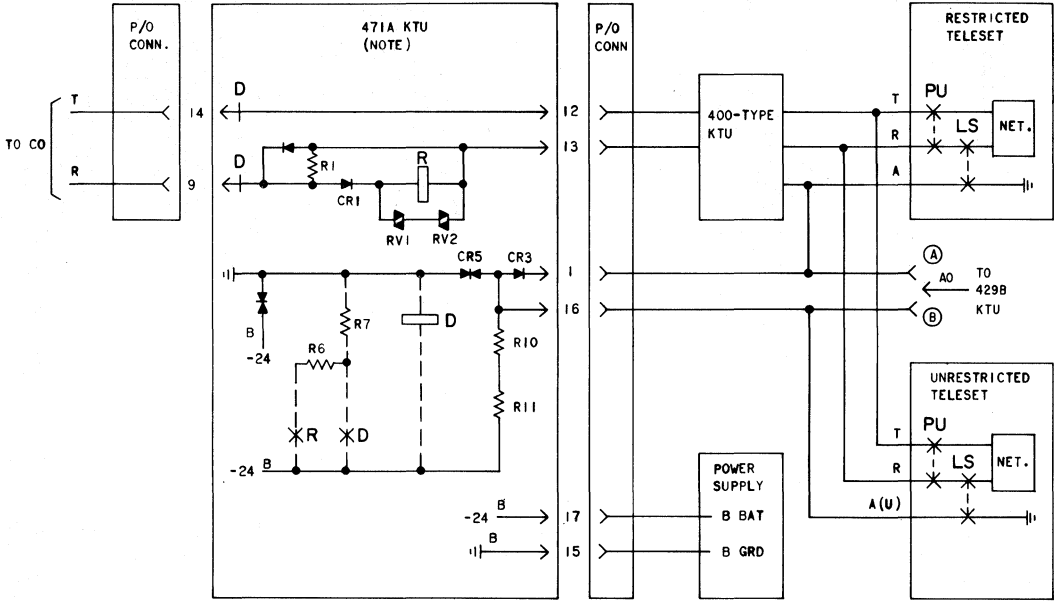 P/O
CONN.
471A KTU
(NOTE)
P/O
CONN
RESTRICTED
TELESET
TO CO
T
14
D
12
400-TYPE
KTU
T
PU
NET.
13
R
LS
R
9
D
R1
CR1
R
A
RV1
RV2
CR5
CR3
1
A
AO
TO
429B
KTU
16
B
B
-24
R7
D
R6
R10
R11
R
D
-24 B
UNRESTRICTED
TELESET
T
PU
NET.
R
LS
A(U)
POWER
SUPPLY
-24
B
17
B BAT
B
15
B GRD